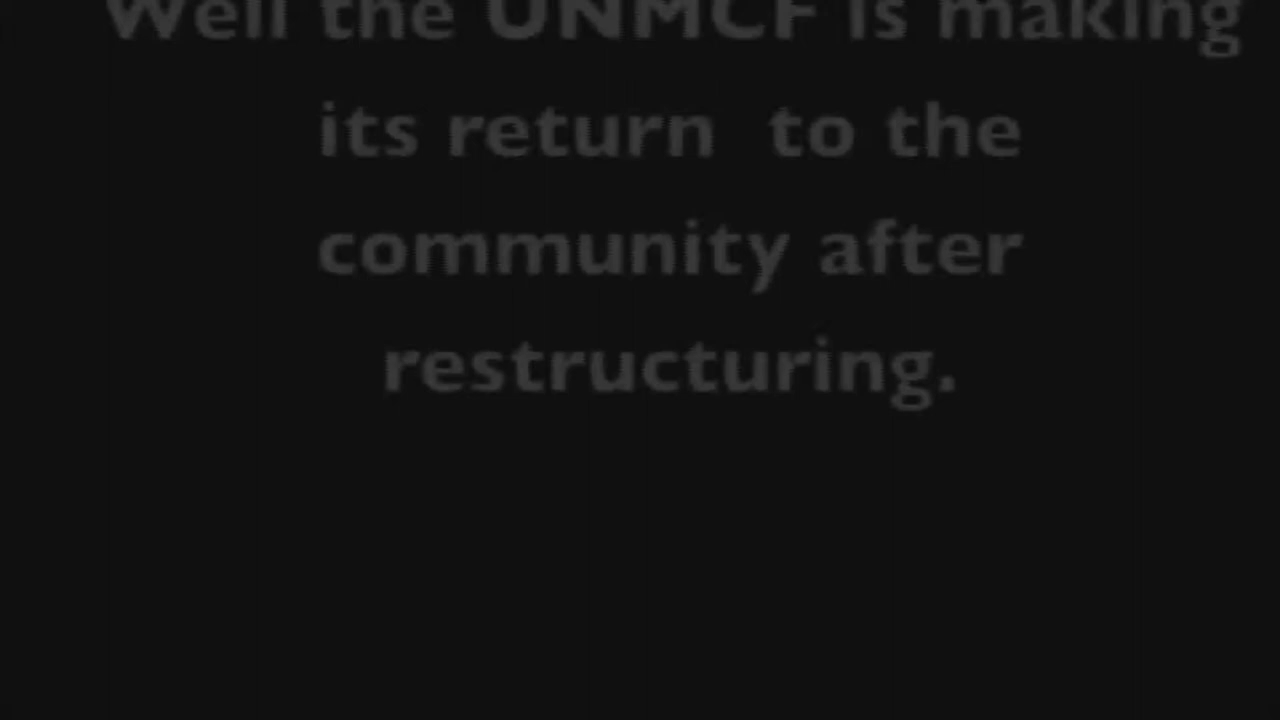 Well the UNMCF is making
its return to the
community after
restructuring.